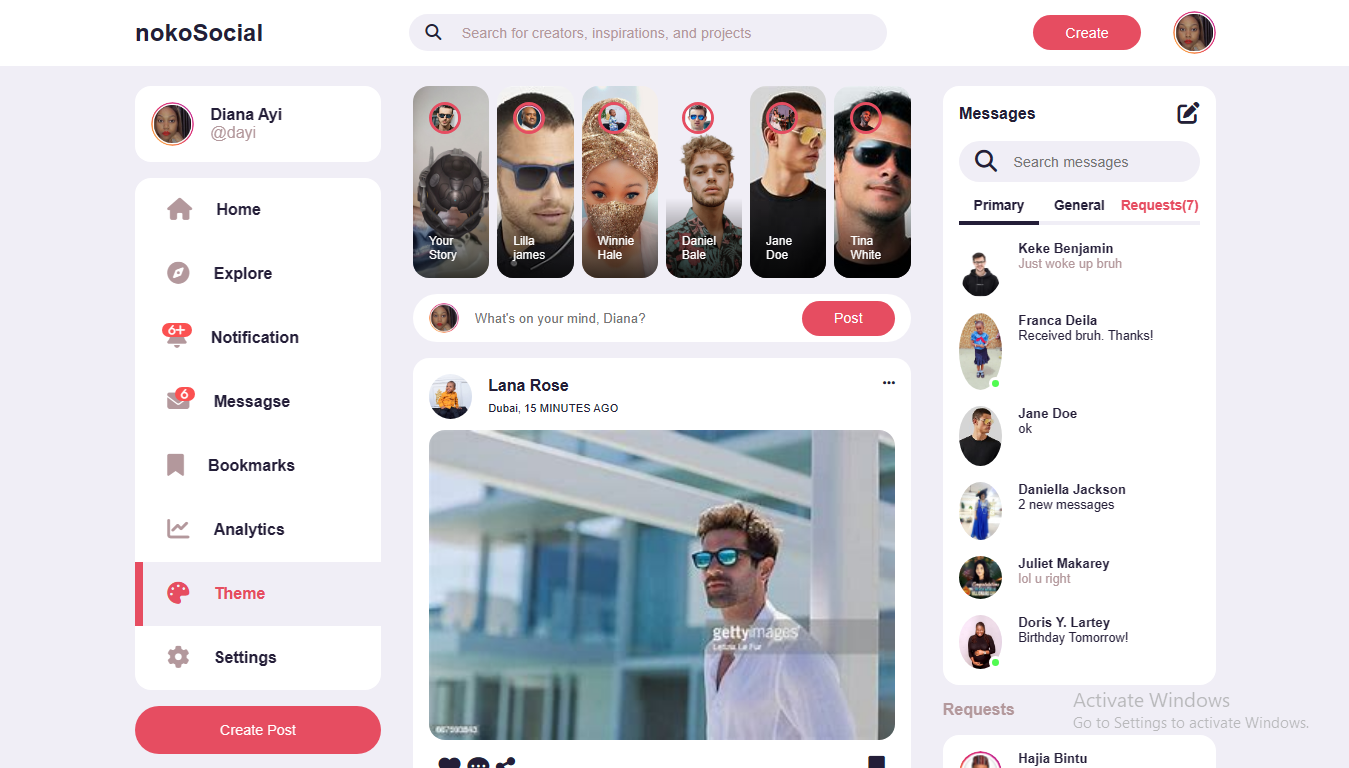 nokoSocial
Search for creators, inspirations, and projects
Create
Diana Ayi
@dayi
Home
Explore
6+
Notification
6
Messagse
Bookmarks
Analytics
Theme
Settings
Create Post
Your
Story
Lilla
james
Winnie
Hale
Daniel
Bale
Jane
Doe
Tina
White
What's on your mind, Diana?
Post
Lana Rose
Dubai, 15 MINUTES AGO
gettyimages
Letizia Le Fur
667593843
Messages
Search messages
Primary
General
Requests(7)
Keke Benjamin
Just woke up bruh
Franca Deila
Received bruh. Thanks!
Jane Doe
ok
Daniella Jackson
2 new messages
Juliet Makarey
lol u right
Doris Y. Lartey
Birthday Tomorrow!
Requests
Activate Windows
Go to Settings to activate Windows.
Hajia Bintu